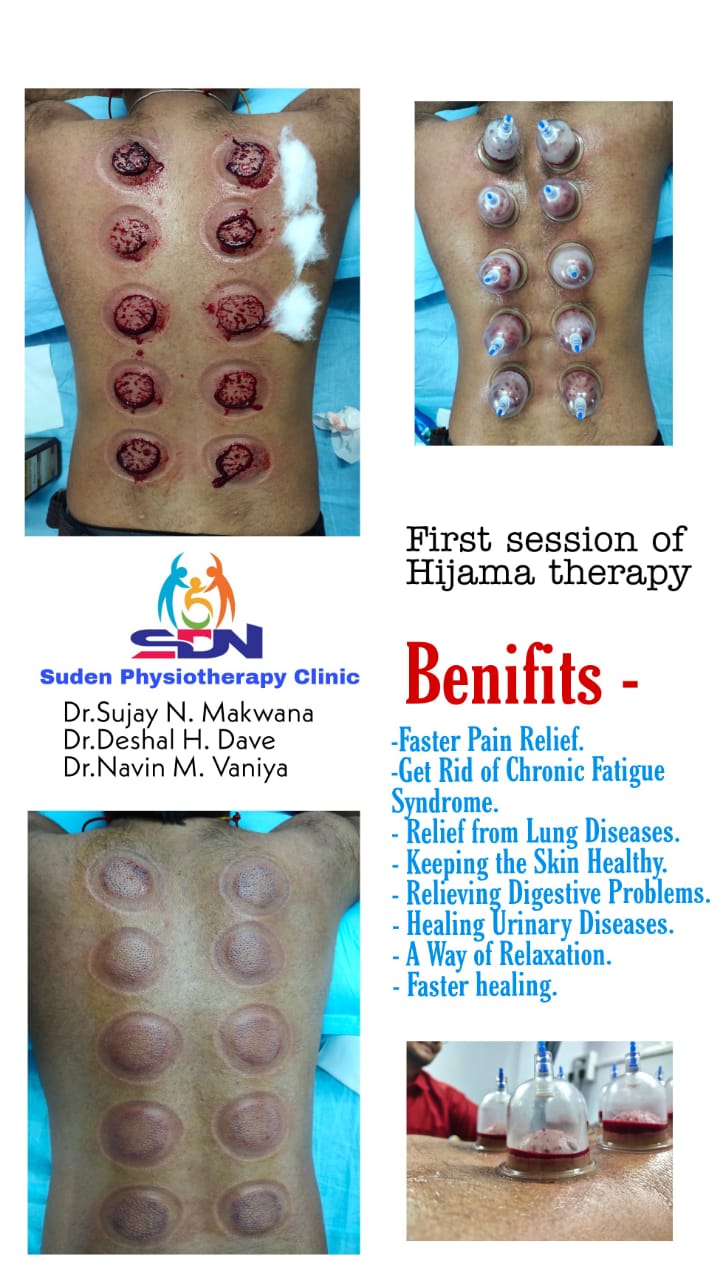 First session of
Hijama therapy
SDN
Suden Physiotherapy Clinic
Dr.Sujay N. Makwana
Dr.Deshal H. Dave
Dr.Navin M. Vaniya
Benifits -
-Faster Pain Relief.
-Get Rid of Chronic Fatigue
Syndrome.
- Relief from Lung Diseases.
- Keeping the Skin Healthy.
- Relieving Digestive Problems.
- Healing Urinary Diseases.
- A Way of Relaxation.
- Faster healing.